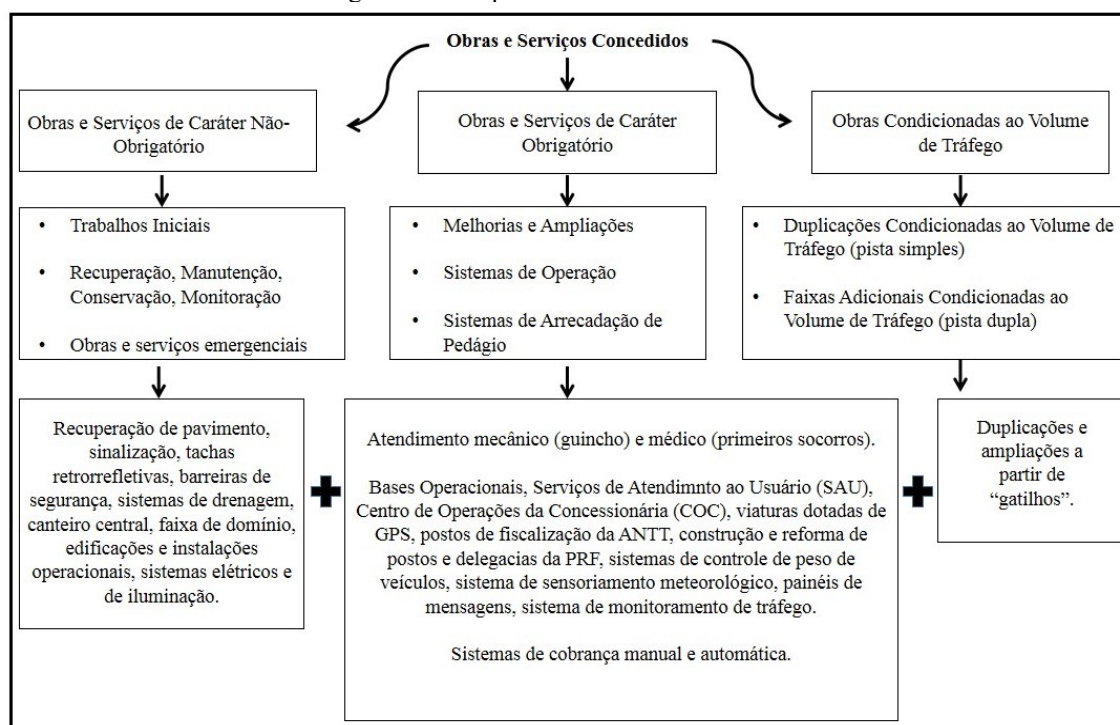 Obras e Serviços Concedidos
Obras e Serviços de Caráter Não-
Obrigatório
Obras e Serviços de Caráter
Obrigatório
Obras Condicionadas ao Volume
de Tráfego
• Trabalhos Iniciais
• Recuperação, Manutenção,
Conservação, Monitoração
• Obras e serviços emergenciais
• Melhorias e Ampliações
• Sistemas de Operação
• Sistemas de Arrecadação de
Pedágio
• Duplicações Condicionadas ao Volume de
Tráfego (pista simples)
• Faixas Adicionais Condicionadas ao
Volume de Tráfego (pista dupla)
Recuperação de pavimento,
sinalização, tachas
retrorrefletivas, barreiras de
segurança, sistemas de drenagem,
canteiro central, faixa de domínio,
edificações e instalações
operacionais, sistemas elétricos e
de iluminação.
Atendimento mecânico (guincho) e médico (primeiros socorros).
Bases Operacionais, Serviços de Atendimnto ao Usuário (SAU),
Centro de Operações da Concessionária (COC), viaturas dotadas de
GPS, postos de fiscalização da ANTT, construção e reforma de
postos e delegacias da PRF, sistemas de controle de peso de
veículos, sistema de sensoriamento meteorológico, painéis de
mensagens, sistema de monitoramento de tráfego.
Sistemas de cobrança manual e automática.
Duplicações e
ampliações a
partir de
“gatilhos”.